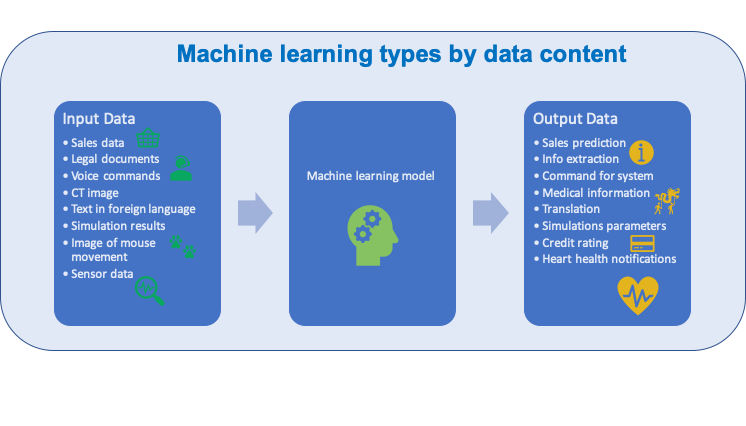 Machine learning types by data content
Input Data
• Sales data
• Legal documents
• Voice commands
• CT image
• Text in foreign language
• Simulation results
• Image of mouse
movement
• Sensor data
Machine learning model
Output Data
• Sales prediction
• Info extraction
• Command for system
• Medical information
• Translation
• Simulations parameters
• Credit rating
• Heart health notifications